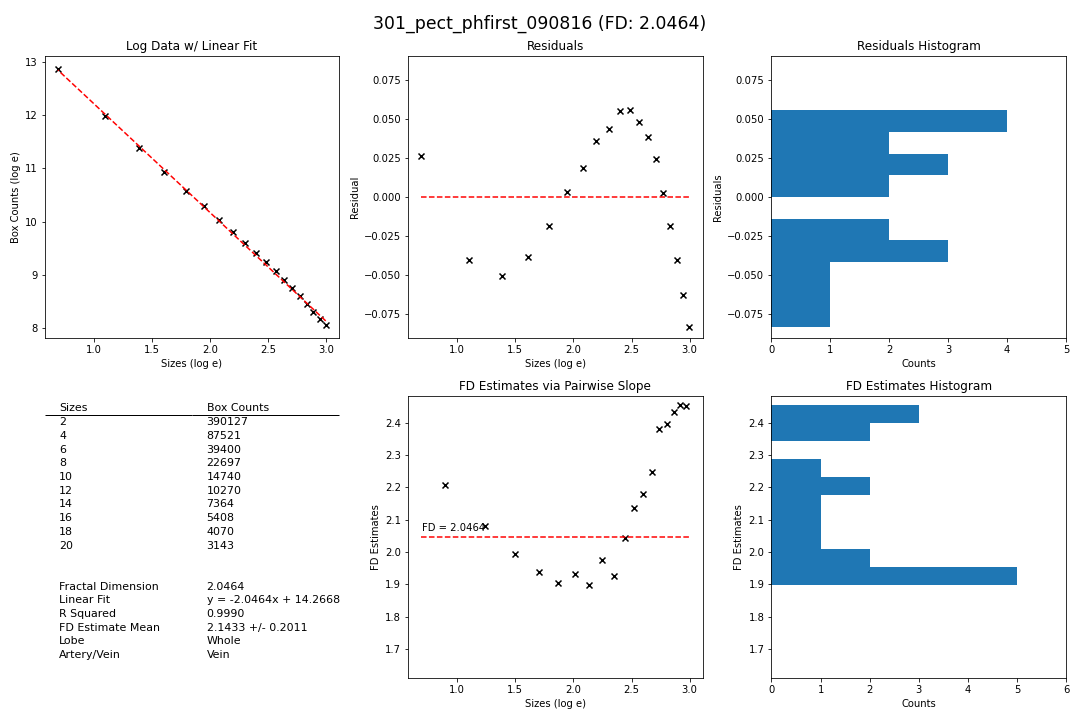 301_pect_phfirst_090816 (FD: 2.0464)
Log Data w/ Linear Fit
13
12
11
10
9
8
Box Counts (log e)
1.0 1.5 2.0 2.5 3.0
Sizes (log e)
Residuals
0.075
0.050
0.025
0.000
−0.025
−0.050
−0.075
Residual
1.0 1.5 2.0 2.5 3.0
Sizes (log e)
Residuals Histogram
0.075
0.050
0.025
0.000
−0.025
−0.050
−0.075
Residuals
0 1 2 3 4 5
Counts
Sizes Box Counts
2 390127
4 87521
6 39400
8 22697
10 14740
12 10270
14 7364
16 5408
18 4070
20 3143
Fractal Dimension 2.0464
Linear Fit y = -2.0464x + 14.2668
R Squared 0.9990
FD Estimate Mean 2.1433 +/- 0.2011
Lobe Whole
Artery/Vein Vein
FD Estimates via Pairwise Slope
2.4
2.3
2.2
2.1
2.0
1.9
1.8
1.7
FD Estimates
FD = 2.0464
1.0 1.5 2.0 2.5 3.0
Sizes (log e)
FD Estimates Histogram
2.4
2.3
2.2
2.1
2.0
1.9
1.8
1.7
FD Estimates
0 1 2 3 4 5 6
Counts